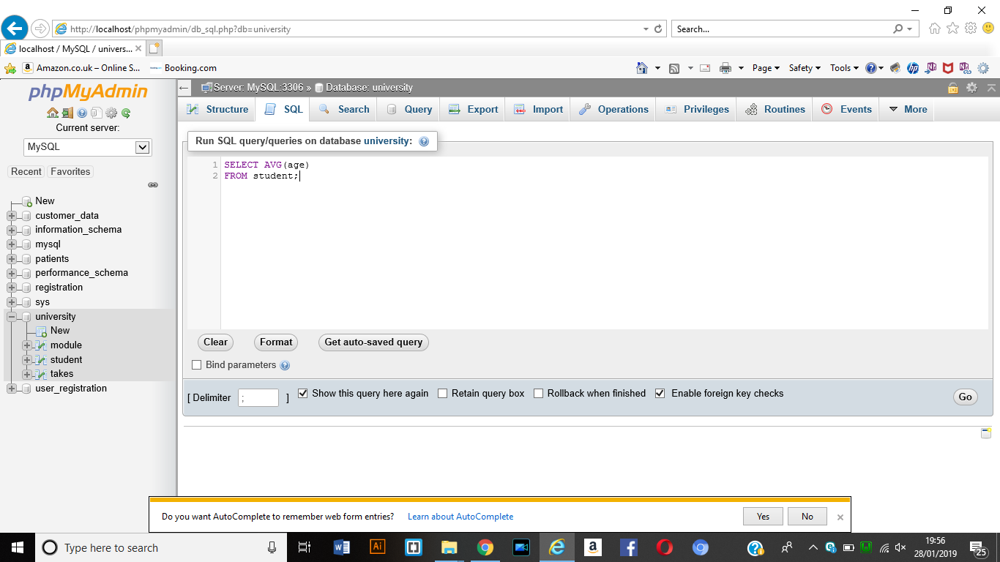 http://localhost/phpmyadmin/db_sql.php?db=university
Search...
localhost / MySQL / univers...
Amazon.co.uk – Online S...
Booking.com
Page
Safety
Tools
phpMyAdmin
Current server:
MySQL
Recent
Favorites
New
customer_data
information_schema
mysql
patients
performance_schema
registration
sys
university
New
module
student
takes
user_registration
Server: MySQL:3306 » Database: university
Structure
SQL
Search
Query
Export
Import
Operations
Privileges
Routines
Events
More
Run SQL query/queries on database university:
1 SELECT AVG(age)
2 FROM student;
Clear
Format
Get auto-saved query
Bind parameters
[ Delimiter ; ]
Show this query here again
Retain query box
Rollback when finished
Enable foreign key checks
Go
Do you want AutoComplete to remember web form entries?
Learn about AutoComplete
Yes
No
Type here to search
19:56
28/01/2019
25